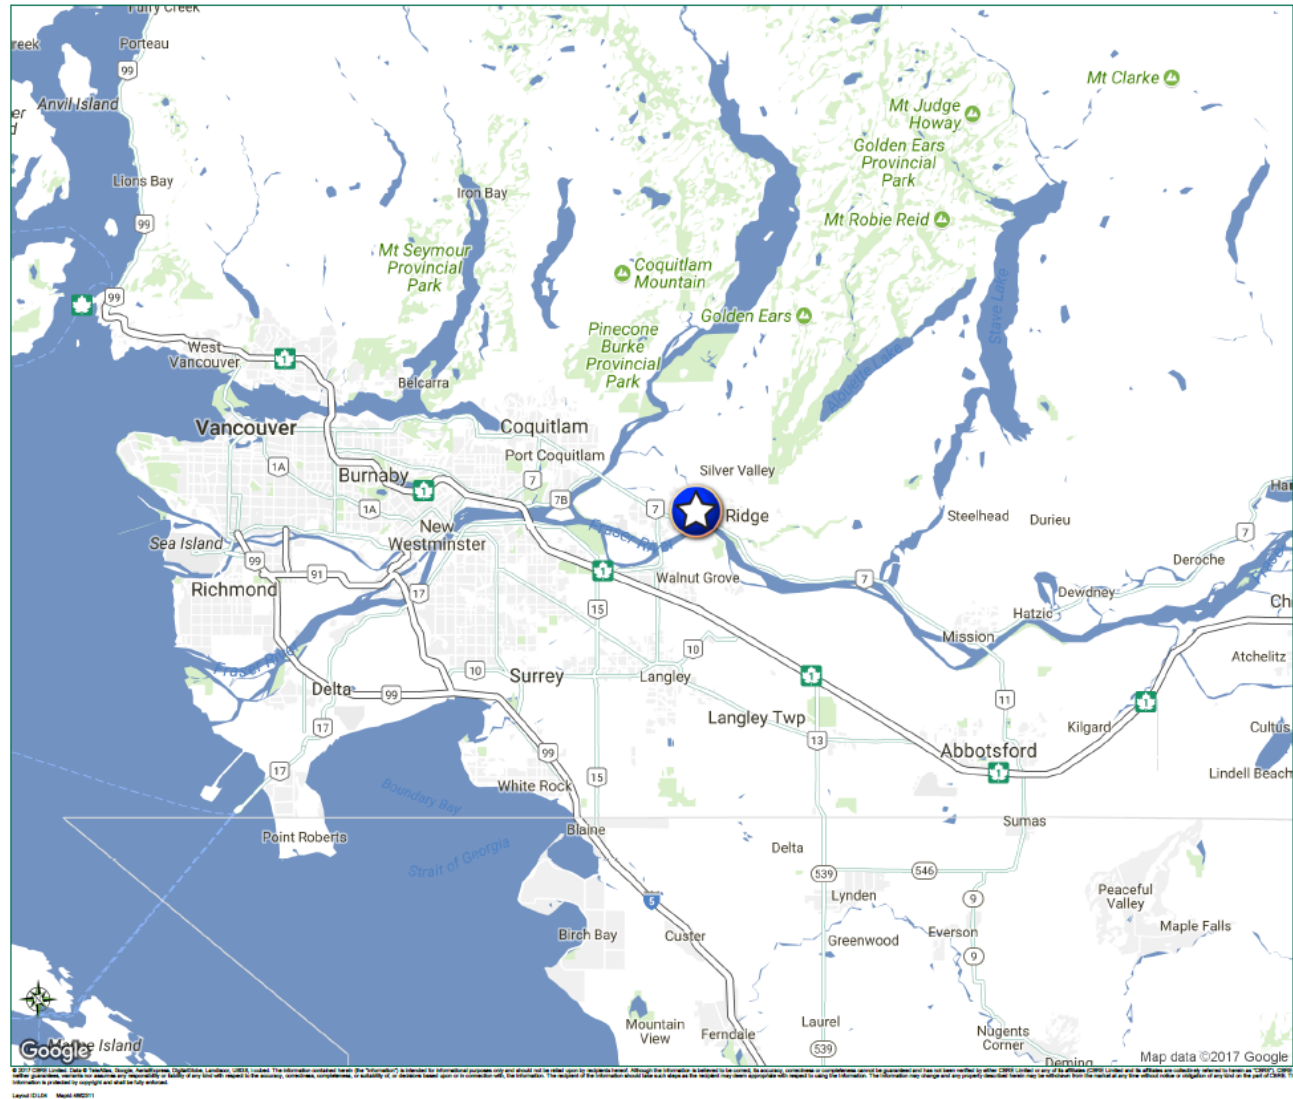 Furry Creek
reek
Porteau
99
Anvil Island
er
d
Mt Clarke
Mt Judge
Howay
Golden Ears
Provincial
Park
Lions Bay
Iron Bay
99
Mt Robie Reid
Mt Seymour
Provincial
Park
Coquitlam
Mountain
99
Golden Ears
Stave Lake
Pinecone
Burke
Provincial
Park
West
Vancouver
1
Alouette Lake
Belcarra
Vancouver
Coquitlam
Port Coquitlam
1A
Burnaby
1
7
7B
Silver Valley
7
Ridge
1A
Steelhead
Durieu
Har
7
New
Westminster
Fraser River
Sea Island
99
91
1
Walnut Grove
7
Deroche
Richmond
17
15
Dewdney
Hatzic
Ch
Mission
10
Fraser River
Atchelitz
10
Surrey
Langley
1
Delta
99
11
1
17
Langley Twp
13
Kilgard
Cultus
Abbotsford
99
1
17
15
Lindell Beach
White Rock
Boundary Bay
Point Roberts
Blaine
Sumas
Strait of Georgia
Delta
539
546
Peaceful
Valley
Lynden
9
5
Birch Bay
Custer
Greenwood
Everson
Maple Falls
9
Mountain
View
Ferndale
Laurel
539
Nugents
Corner
Deming
Island
Google
Map data ©2017 Google